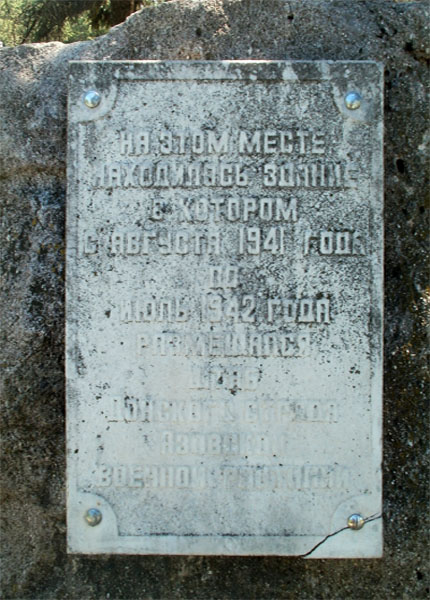 НА ЭТОМ МЕСТЕ
НАХОДИЛОСЬ ЗДАНИЕ
В КОТОРОМ
С АВГУСТА 1941 ГОДА
ПО
ИЮЛЬ 1942 ГОДА
РАЗМЕЩАЛСЯ
ШТАБ
ДОНСКОГО ОТРЯДА
АЗОВСКОЙ
ВОЕННОЙ ФЛОТИЛИИ